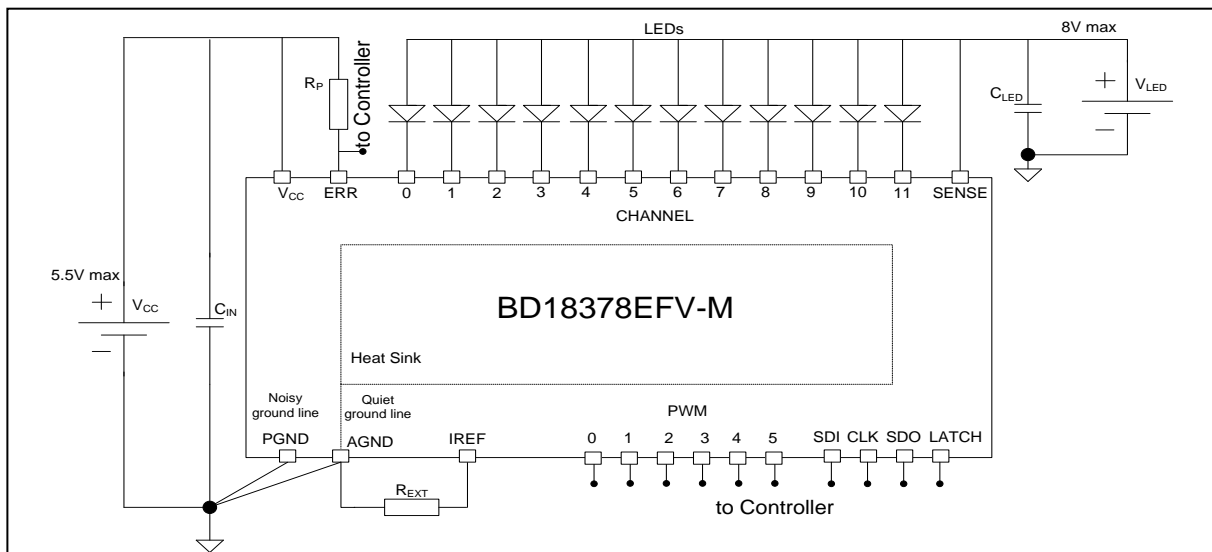 LEDs
8V max
RP
to Controller
CLED
VLED
VCC
ERR
0 1 2 3 4 5 6 7 8 9 10 11
SENSE
CHANNEL
5.5V max
VCC
CIN
BD18378EFV-M
Heat Sink
Noisy
ground line
Quiet
ground line
PWM
PGND
AGND
IREF
0 1 2 3 4 5
SDI CLK SDO LATCH
REXT
to Controller